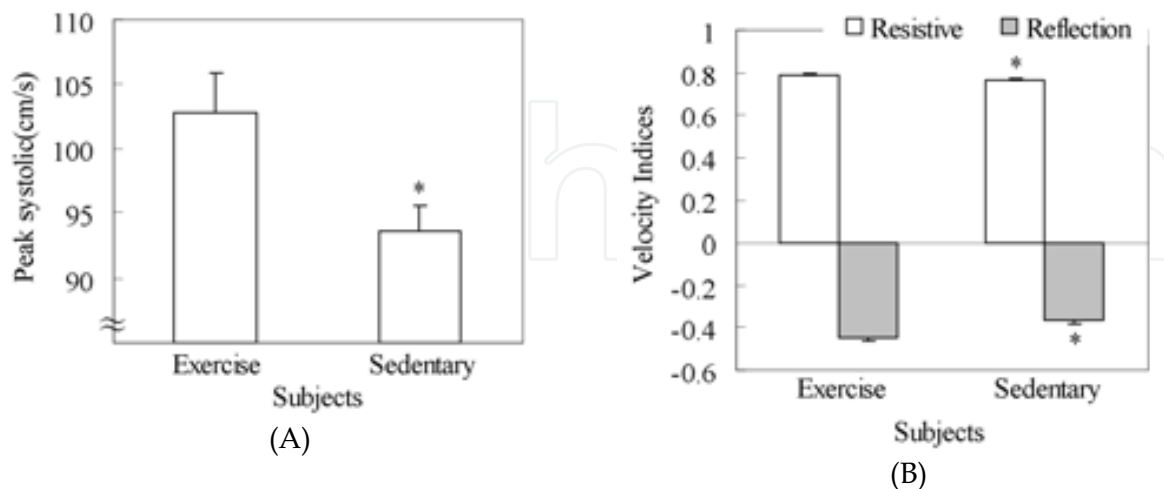 110
105
100
95
90
Peak systolic(cm/s)
*
Exercise Sedentary
Subjects
(A)
Resistive Reflection
1
0.8
0.6
0.4
0.2
0
-0.2
-0.4
-0.6
Velocity Indices
*
*
Exercise Sedentary
Subjects
(B)